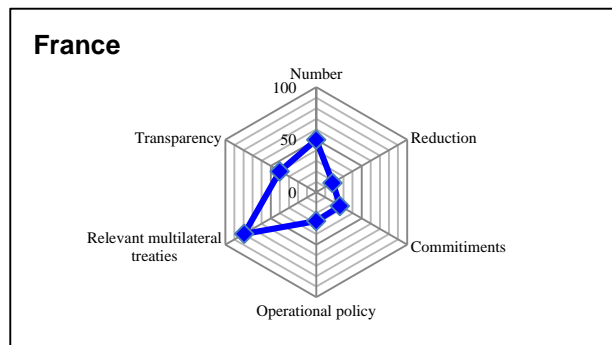 France
Number
100
Transparency
50
Reduction
0
Relevant multilateral
treaties
Commitiments
Operational policy